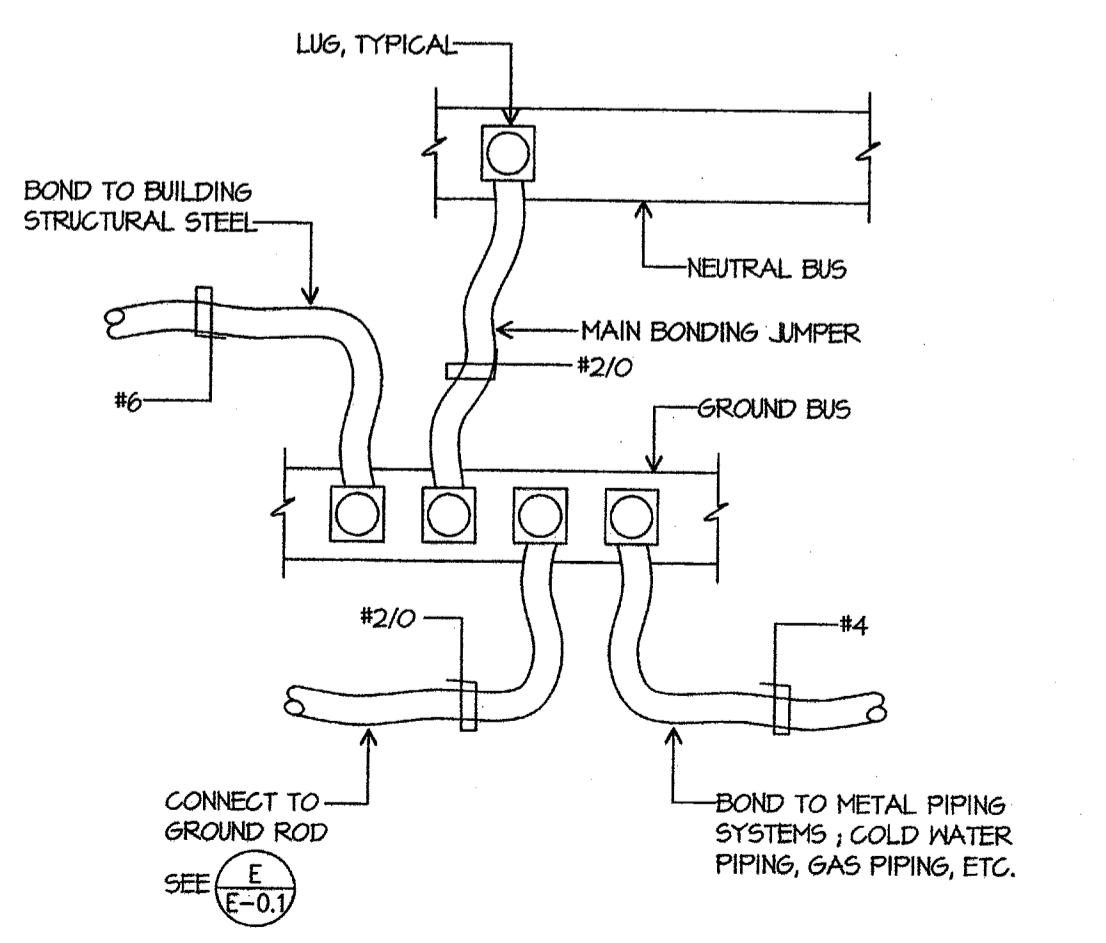 LUG, TYPICAL
BOND TO BUILDING
STRUCTURAL STEEL
NEUTRAL BUS
MAIN BONDING JUMPER
#2/0
#6
GROUND BUS
#2/0
#4
CONNECT TO
GROUND ROD
SEE E
E-0.1
BOND TO METAL PIPING
SYSTEMS ; COLD WATER
PIPING, GAS PIPING, ETC.